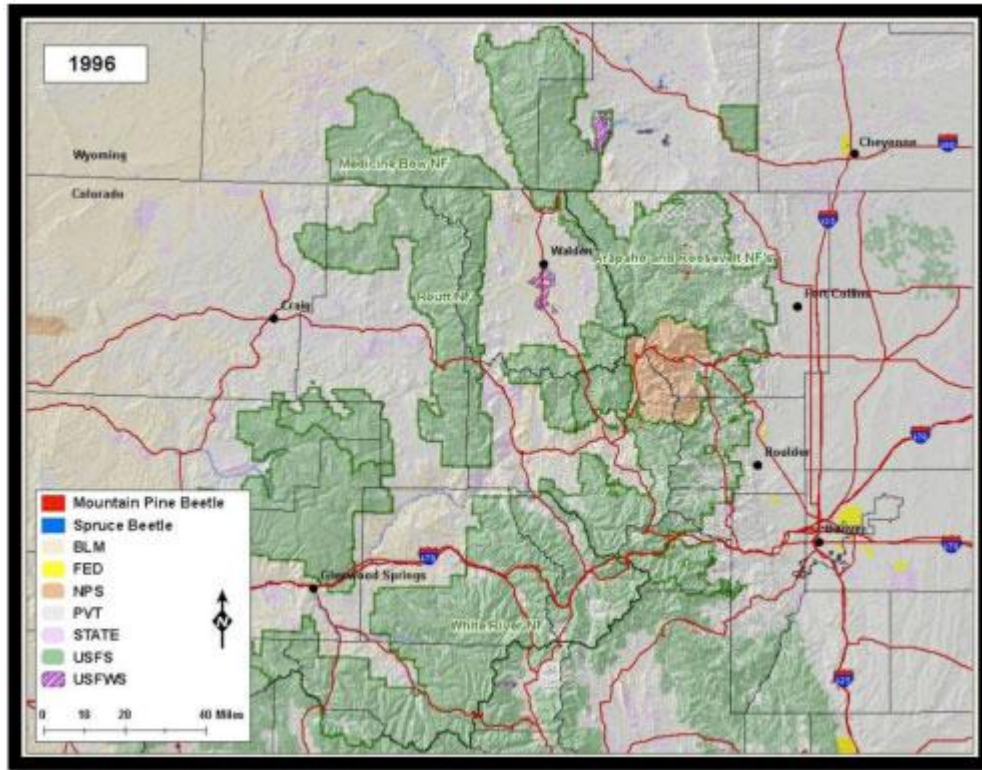 1996
Wyoming
Colorado
Medicine Bow NF
Cheyenne
Walden
Arapaho and Roosevelt NF's
Routt NF
Craig
Fort Collins
Boulder
Denver
Glenwood Springs
White River NF
Mountain Pine Beetle
Spruce Beetle
BLM
FED
NPS
PVT
STATE
USFS
USFWS
N
0 10 20 40 Miles